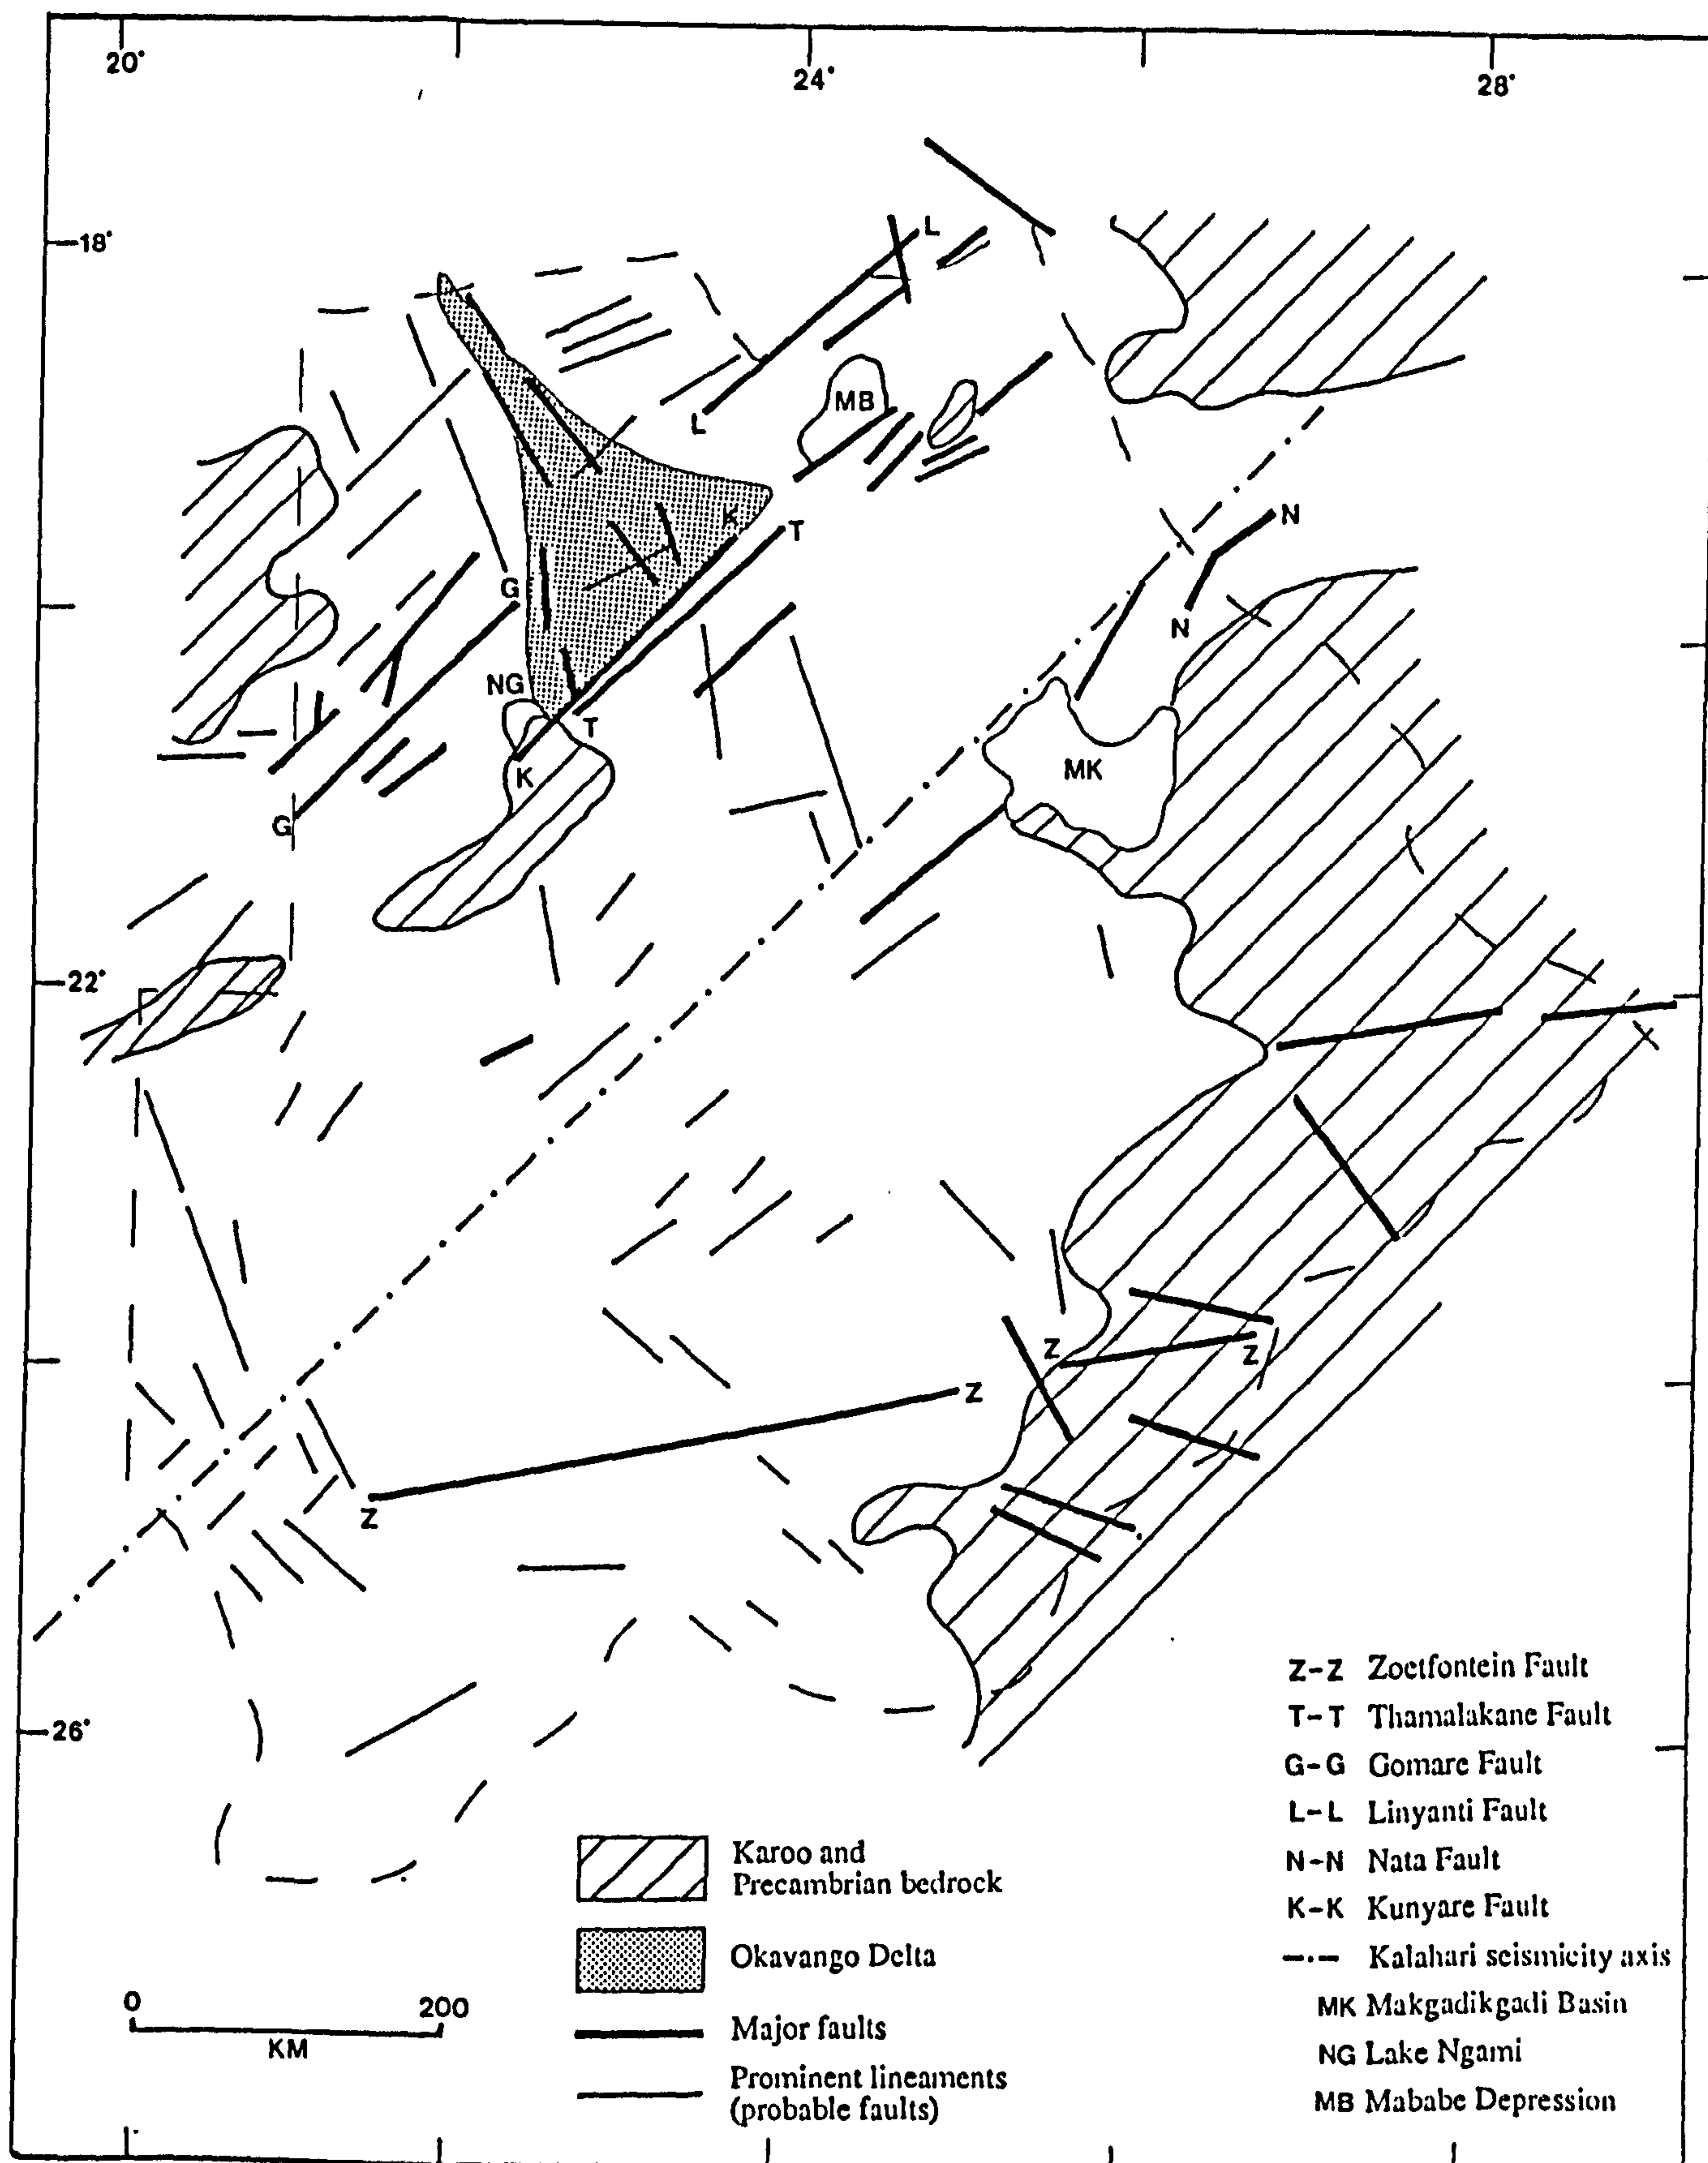 20°
24°
28°
18°
L
L
MB
K
T
N
G
N
NG
T
K
MK
G
22°
Z
Z
Z
Z
26°
Z-Z Zoetfontein Fault
T-T Thamalakane Fault
G-G Gomare Fault
L-L Linyanti Fault
N-N Nata Fault
K-K Kunyare Fault
Kalahari seismicity axis
MK Makgadikgadi Basin
NG Lake Ngami
MB Mababe Depression
Karoo and
Precambrian bedrock
Okavango Delta
Major faults
Prominent lineaments
(probable faults)
0 200
KM